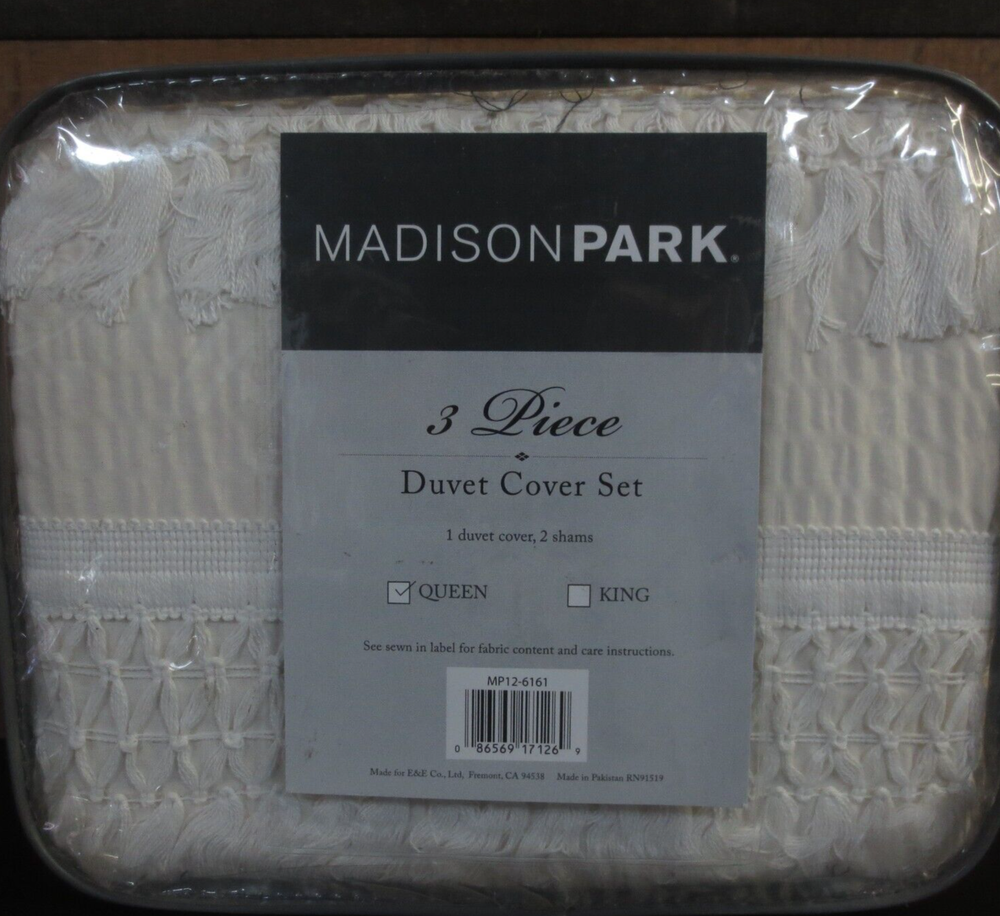 MADISONPARK®
3 Piece
Duvet Cover Set
1 duvet cover, 2 shams
QUEEN KING
See sewn in label for fabric content and care instructions.
MP12-6161
0 86569 17126 9
Made for E&E Co., Ltd, Fremont, CA 94538 Made in Pakistan RN91519